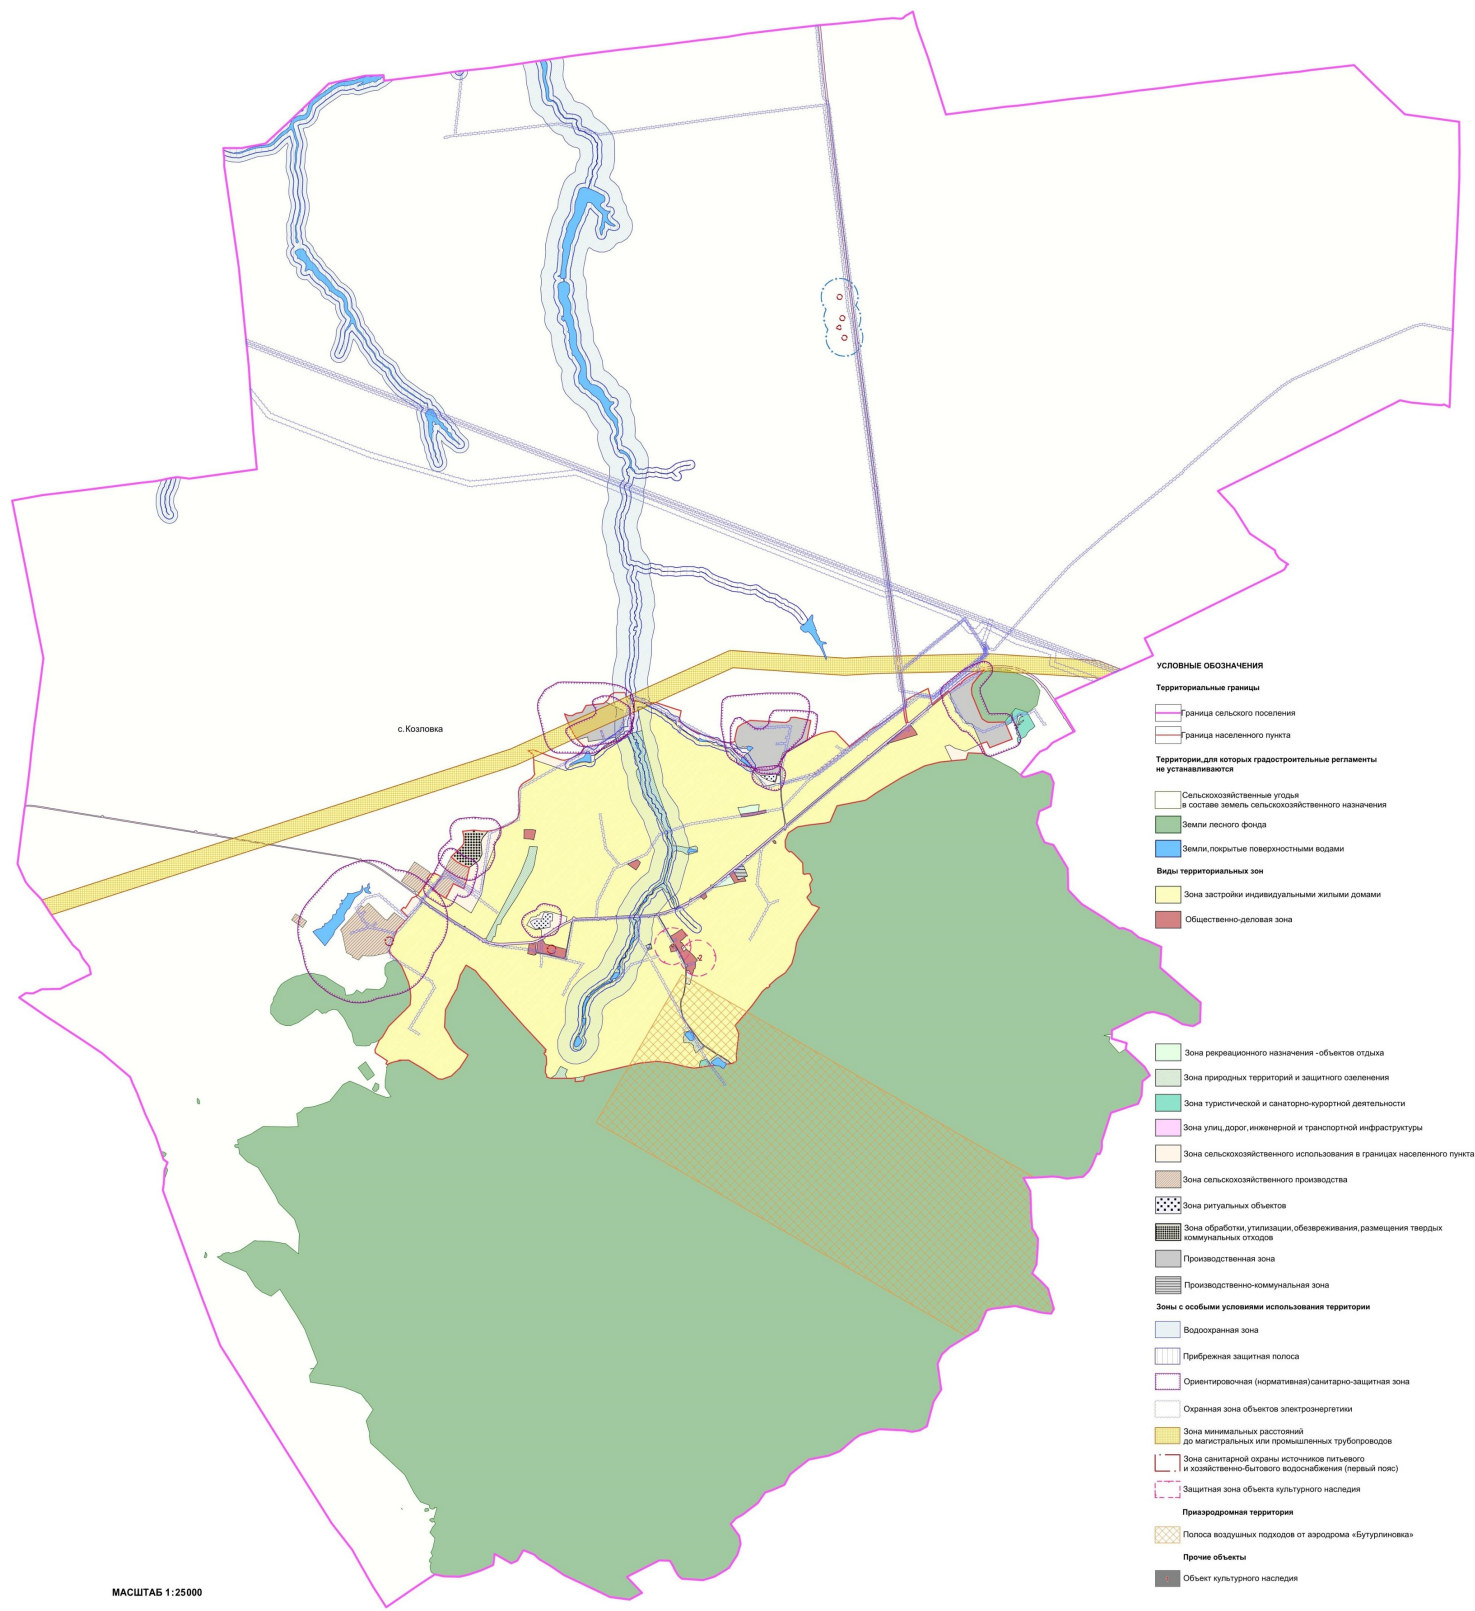 с.Козловка
УСЛОВНЫЕ ОБОЗНАЧЕНИЯ
Территориальные границы
Граница сельского поселения
Граница населенного пункта
Территории,для которых градостроительные регламенты
не устанавливаются
Сельскохозяйственные угодья
в составе земель сельскохозяйственного назначения
Земли лесного фонда
Земли,покрытые поверхностными водами
Виды территориальных зон
Зона застройки индивидуальными жилыми домами
Общественно-деловая зона
Зона рекреационного назначения -объектов отдыха
Зона природных территорий и защитного озеленения
Зона туристической и санаторно-курортной деятельности
Зона улиц,дорог,инженерной и транспортной инфраструктуры
Зона сельскохозяйственного использования в границах населенного пункта
Зона сельскохозяйственного производства
Зона ритуальных объектов
Зона обработки,утилизации,обезвреживания,размещения твердых
коммунальных отходов
Производственная зона
Производственно-коммунальная зона
Зоны с особыми условиями использования территории
Водоохранная зона
Прибрежная защитная полоса
Ориентировочная (нормативная)санитарно-защитная зона
Охранная зона объектов электроэнергетики
Зона минимальных расстояний
до магистральных или промышленных трубопроводов
Зона санитарной охраны источников питьевого
и хозяйственно-бытового водоснабжения (первый пояс)
Защитная зона объекта культурного наследия
Приаэродромная территория
Полоса воздушных подходов от аэродрома «Бутурлиновка»
Прочие объекты
Объект культурного наследия
МАСШТАБ 1:25000